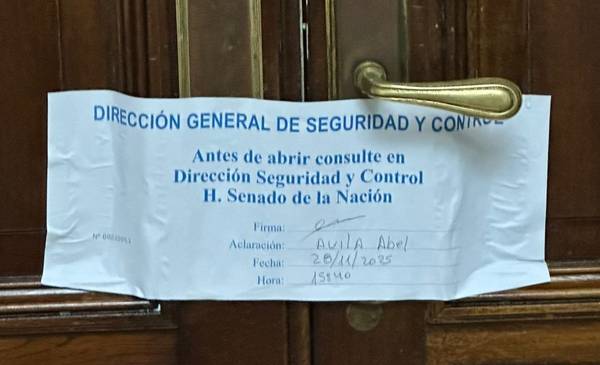 DIRECCIÓN GENERAL DE SEGURIDAD Y CONTROL
Antes de abrir consulte en
Dirección Seguridad y Control
H. Senado de la Nación
Firma:
Aclaración: AVILA Abel
Fecha: 28/11/2025
Hora: 15:40
Nº